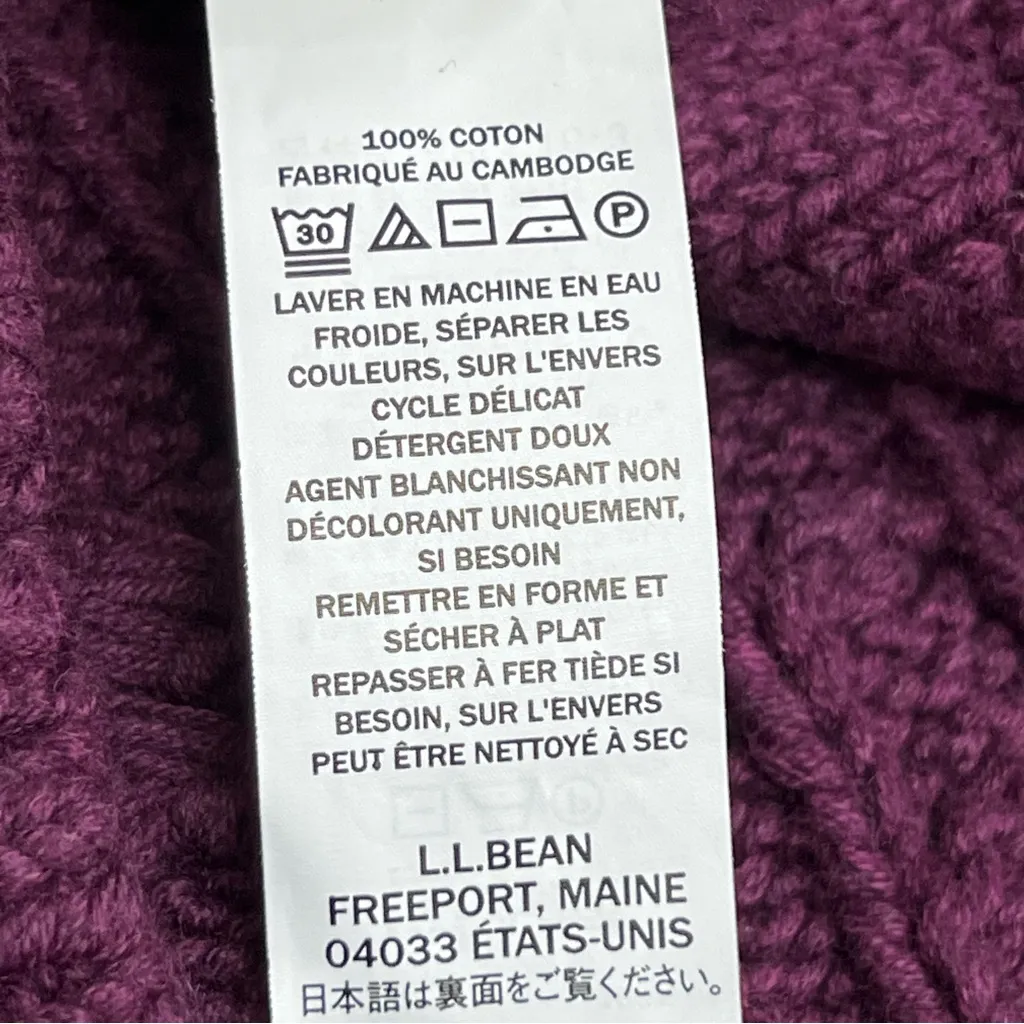 100% COTON
FABRIQUÉ AU CAMBODGE
30 P
LAVER EN MACHINE EN EAU
FROIDE, SÉPARER LES
COULEURS, SUR L'ENVERS
CYCLE DÉLICAT
DÉTERGENT DOUX
AGENT BLANCHISSANT NON
DÉCOLORANT UNIQUEMENT,
SI BESOIN
REMETTRE EN FORME ET
SÉCHER À PLAT
REPASSER À FER TIÈDE SI
BESOIN, SUR L'ENVERS
PEUT ÊTRE NETTOYÉ À SEC
L.L.BEAN
FREEPORT, MAINE
04033 ÉTATS-UNIS
日本語は裏面をご覧ください。